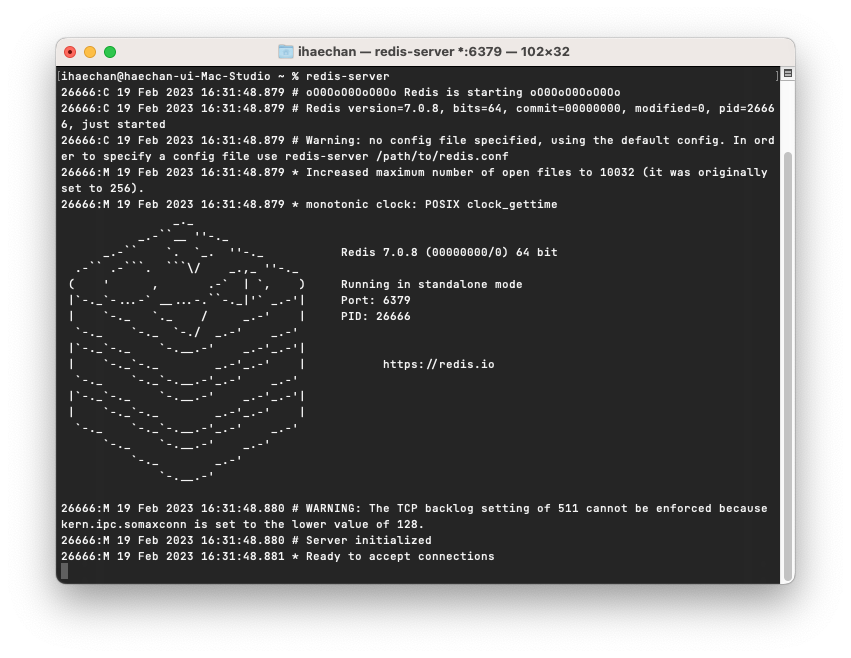 ihaechan — redis-server *:6379 — 102×32
[ihaechan@haechan-ui-Mac-Studio ~ % redis-server ]
26666:C 19 Feb 2023 16:31:48.879 # oO0OoO0OoO0Oo Redis is starting oO0OoO0OoO0Oo
26666:C 19 Feb 2023 16:31:48.879 # Redis version=7.0.8, bits=64, commit=00000000, modified=0, pid=2666
6, just started
26666:C 19 Feb 2023 16:31:48.879 # Warning: no config file specified, using the default config. In ord
er to specify a config file use redis-server /path/to/redis.conf
26666:M 19 Feb 2023 16:31:48.879 * Increased maximum number of open files to 10032 (it was originally
set to 256).
26666:M 19 Feb 2023 16:31:48.879 * monotonic clock: POSIX clock_gettime
Redis 7.0.8 (00000000/0) 64 bit
Running in standalone mode
Port: 6379
PID: 26666
https://redis.io
26666:M 19 Feb 2023 16:31:48.880 # WARNING: The TCP backlog setting of 511 cannot be enforced because
kern.ipc.somaxconn is set to the lower value of 128.
26666:M 19 Feb 2023 16:31:48.880 # Server initialized
26666:M 19 Feb 2023 16:31:48.881 * Ready to accept connections